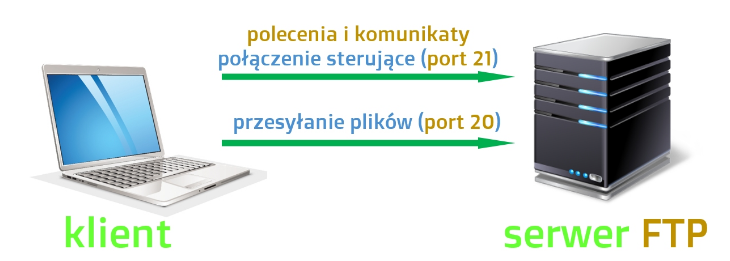 polecenia i komunikaty
połączenie sterujące (port 21)
przesyłanie plików (port 20)
klient
serwer FTP